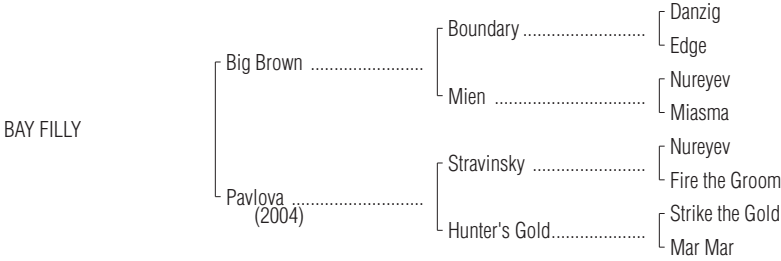 Danzig
Boundary ........................
Edge
Big Brown ......................
Nureyev
Mien ..............................
Miasma
BAY FILLY
Nureyev
Stravinsky ......................
Fire the Groom
Pavlova ..........................
(2004)
Strike the Gold
Hunter's Gold...................
Mar Mar